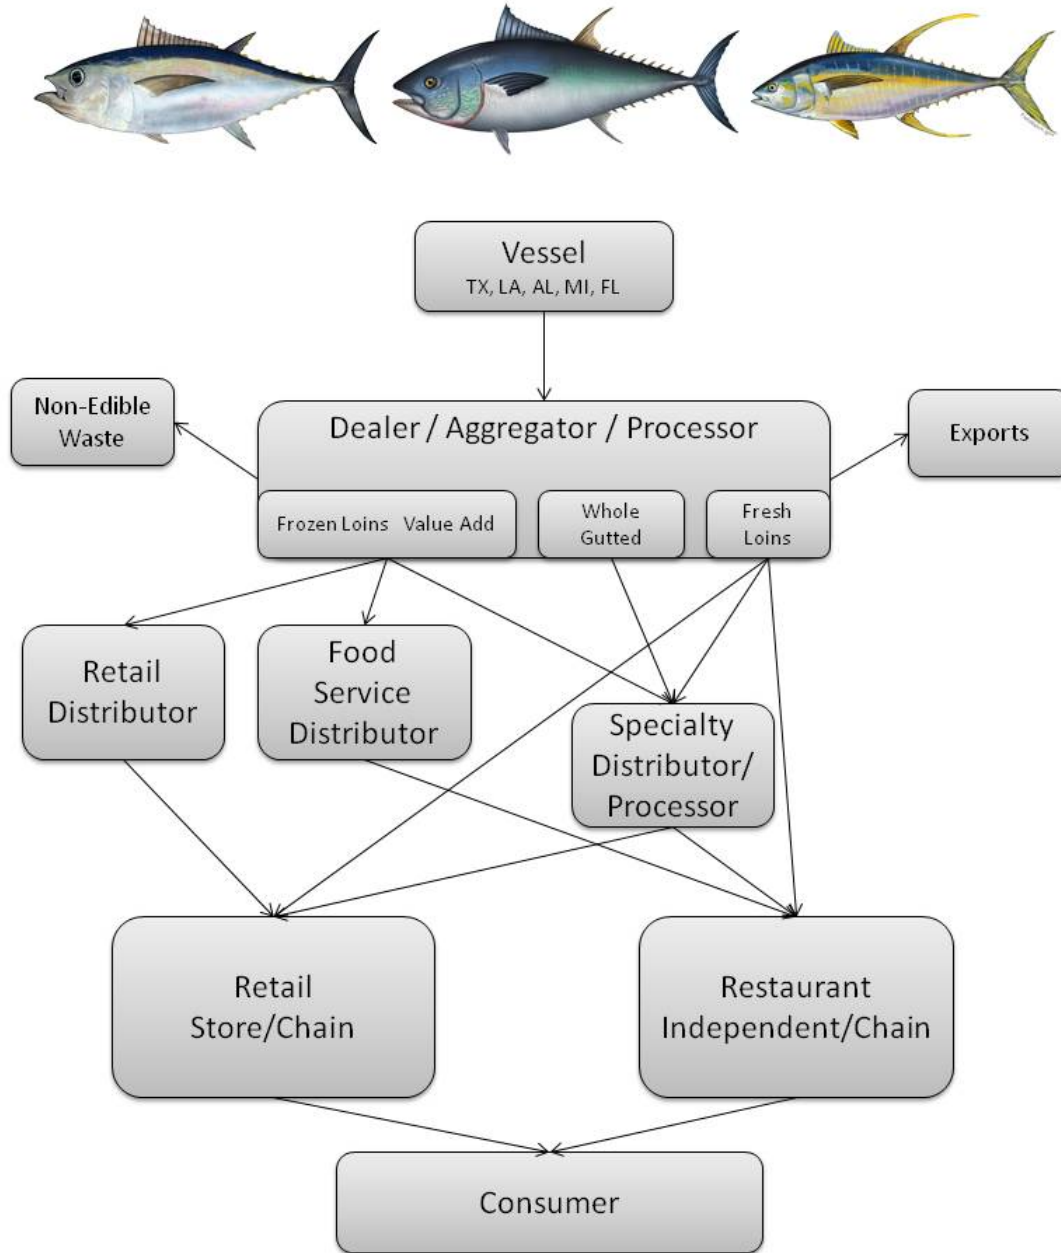 Vessel
TX, LA, AL, MI, FL
Non-Edible
Waste
Dealer / Aggregator / Processor
Exports
Frozen Loins Value Add
Whole
Gutted
Fresh
Loins
Retail
Distributor
Food
Service
Distributor
Specialty
Distributor/
Processor
Retail
Store/Chain
Restaurant
Independent/Chain
Consumer